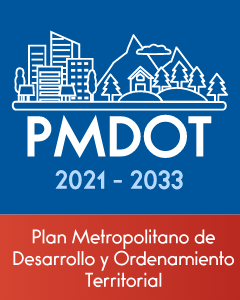 PMDOT
2021 - 2033
Plan Metropolitano de
Desarrollo y Ordenamiento
Territorial